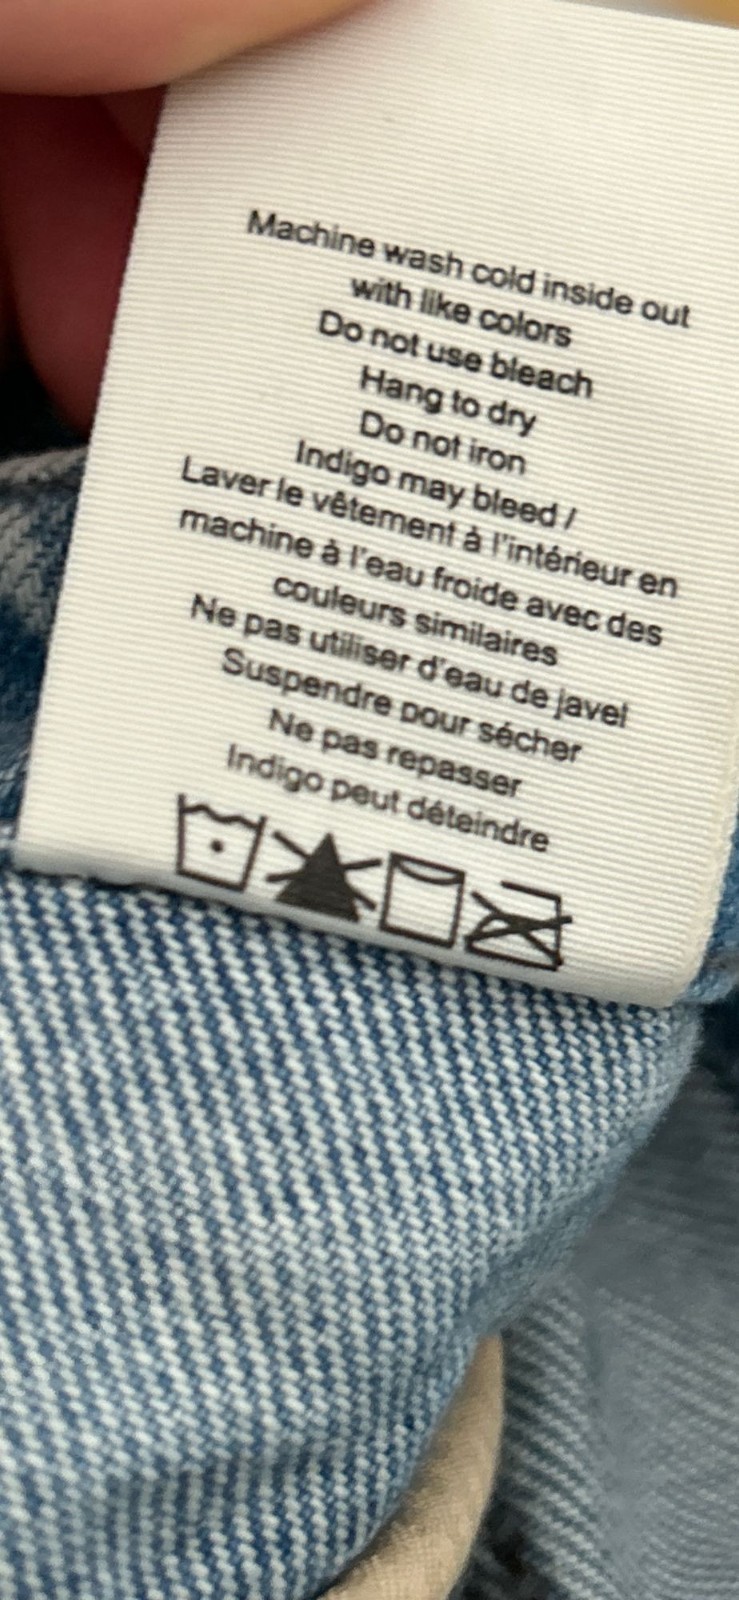 Machine wash cold inside out
with like colors
Do not use bleach
Hang to dry
Do not iron
Indigo may bleed /
Laver le vêtement à l'intérieur en
machine à l'eau froide avec des
couleurs similaires
Ne pas utiliser d'eau de javel
Suspendre pour sécher
Ne pas repasser
Indigo peut déteindre